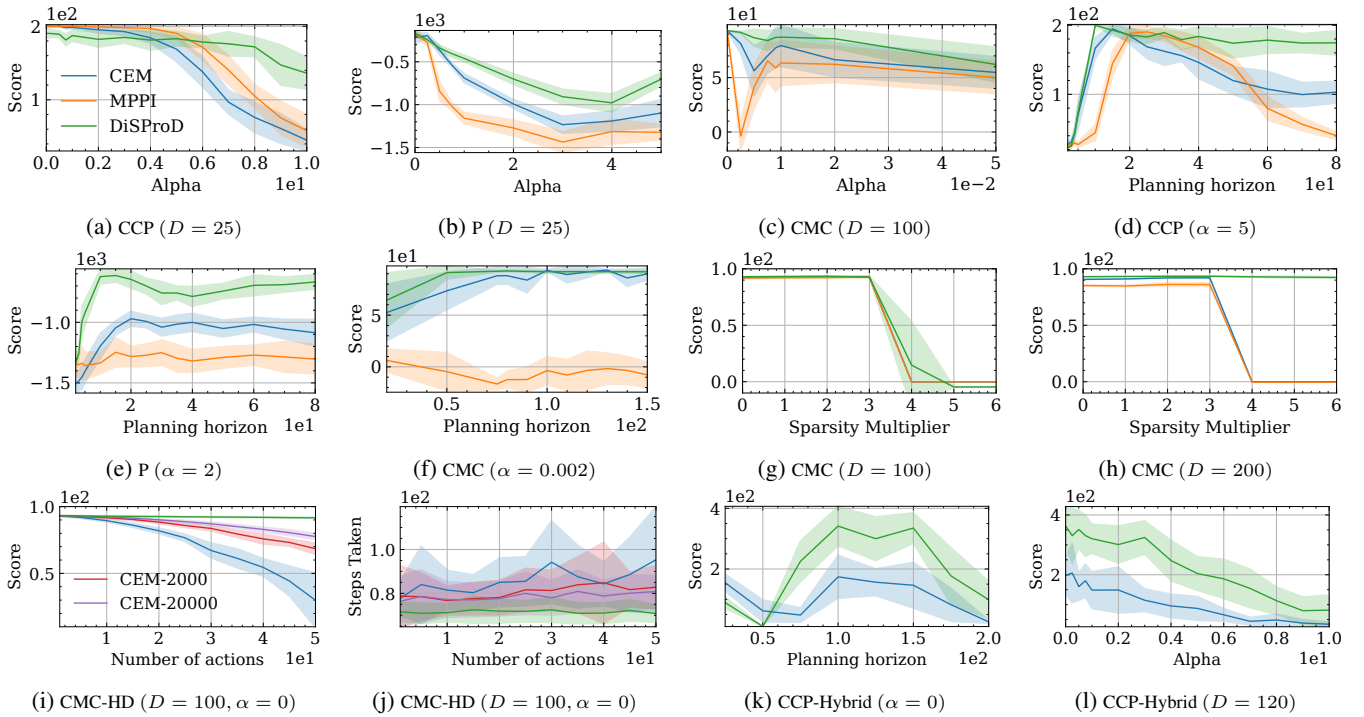 1e2
2
1
Score
CEM
MPPI
DiSProD
0.0 0.2 0.4 0.6 0.8 1.0
Alpha
1e1
(a) CCP (D = 25)
1e3
−0.5
−1.0
−1.5
Score
0 2 4
Alpha
(b) P (D = 25)
1e1
5
0
Score
0 1 2 3 4 5
Alpha
1e−2
(c) CMC (D = 100)
1e2
2
1
Score
20 40 60 80
Planning horizon
1e1
(d) CCP (α = 5)
1e3
−1.0
−1.5
Score
20 40 60 80
Planning horizon
1e1
(e) P (α = 2)
1e1
5
0
Score
0.5 1.0 1.5
Planning horizon
1e2
(f) CMC (α = 0.002)
1e2
1.0
0.5
0.0
Score
0 1 2 3 4 5 6
Sparsity Multiplier
(g) CMC (D = 100)
1e2
1.0
0.5
0.0
Score
0 1 2 3 4 5 6
Sparsity Multiplier
(h) CMC (D = 200)
1e2
1.0
0.5
Score
CEM-2000
CEM-20000
1 2 3 4 5
Number of actions
1e1
(i) CMC-HD (D = 100, α = 0)
1e2
1.0
0.8
Steps Taken
1 2 3 4 5
Number of actions
1e1
(j) CMC-HD (D = 100, α = 0)
1e2
4
2
Score
0.5 1.0 1.5 2.0
Planning horizon
1e2
(k) CCP-Hybrid (α = 0)
1e2
4
2
Score
0.0 0.2 0.4 0.6 0.8 1.0
Alpha
1e1
(l) CCP-Hybrid (D = 120)